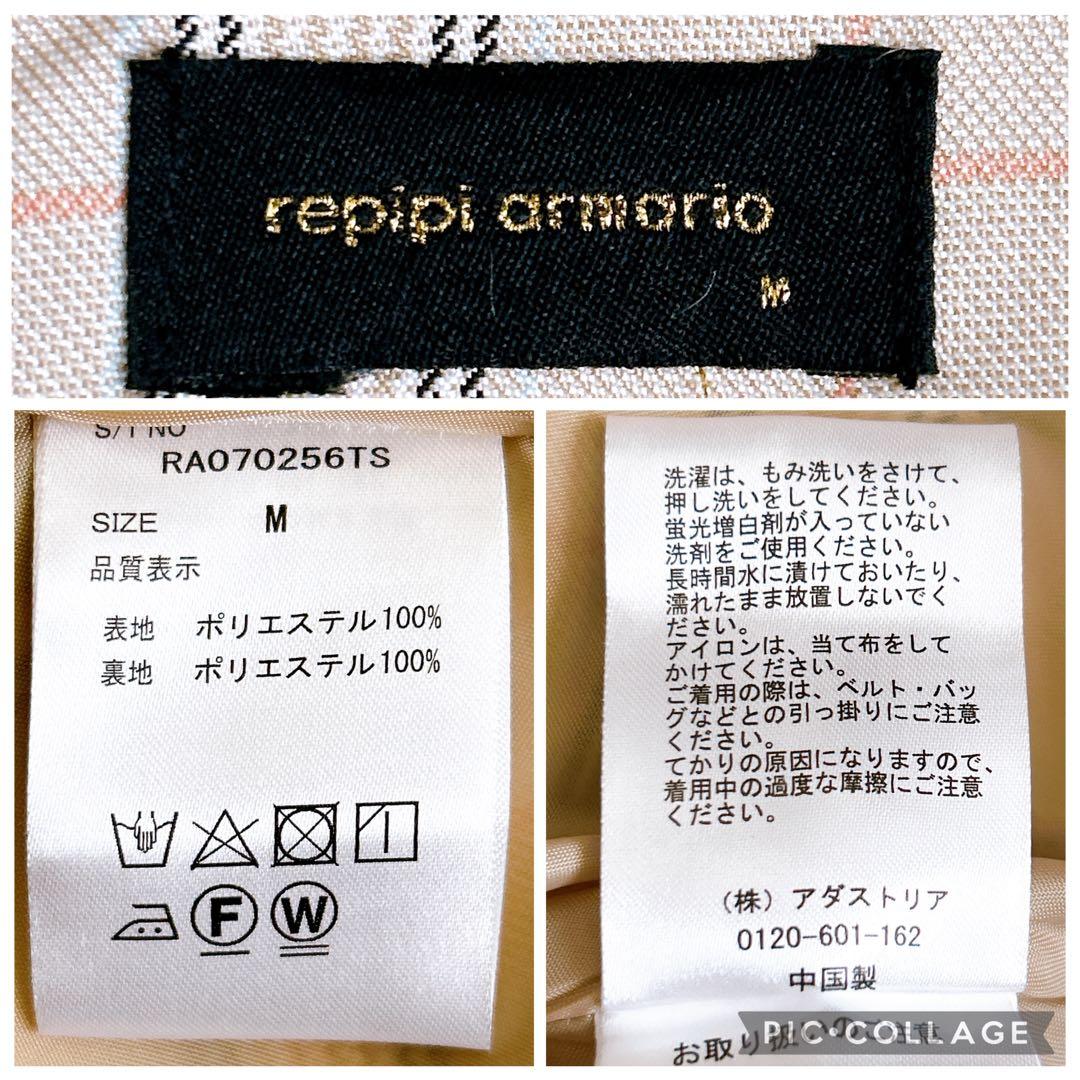 repipi armario
M
S/T NO
RA070256TS
SIZE M
品質表示
表地 ポリエステル100%
裏地 ポリエステル100%
F W
洗濯は、もみ洗いをさけて、
押し洗いをしてください。
蛍光増白剤が入っていない
洗剤をご使用ください。
長時間水に漬けておいたり、
濡れたまま放置しないでく
ださい。
アイロンは、当て布をして
かけてください。
ご着用の際は、ベルト・バッ
グなどとの引っ掛りにご注意
ください。
てかりの原因になりますので、
着用中の過度な摩擦にご注意
ください。
(株) アダストリア
0120-601-162
中国製
お取り扱いのご注意
PIC•COLLAGE